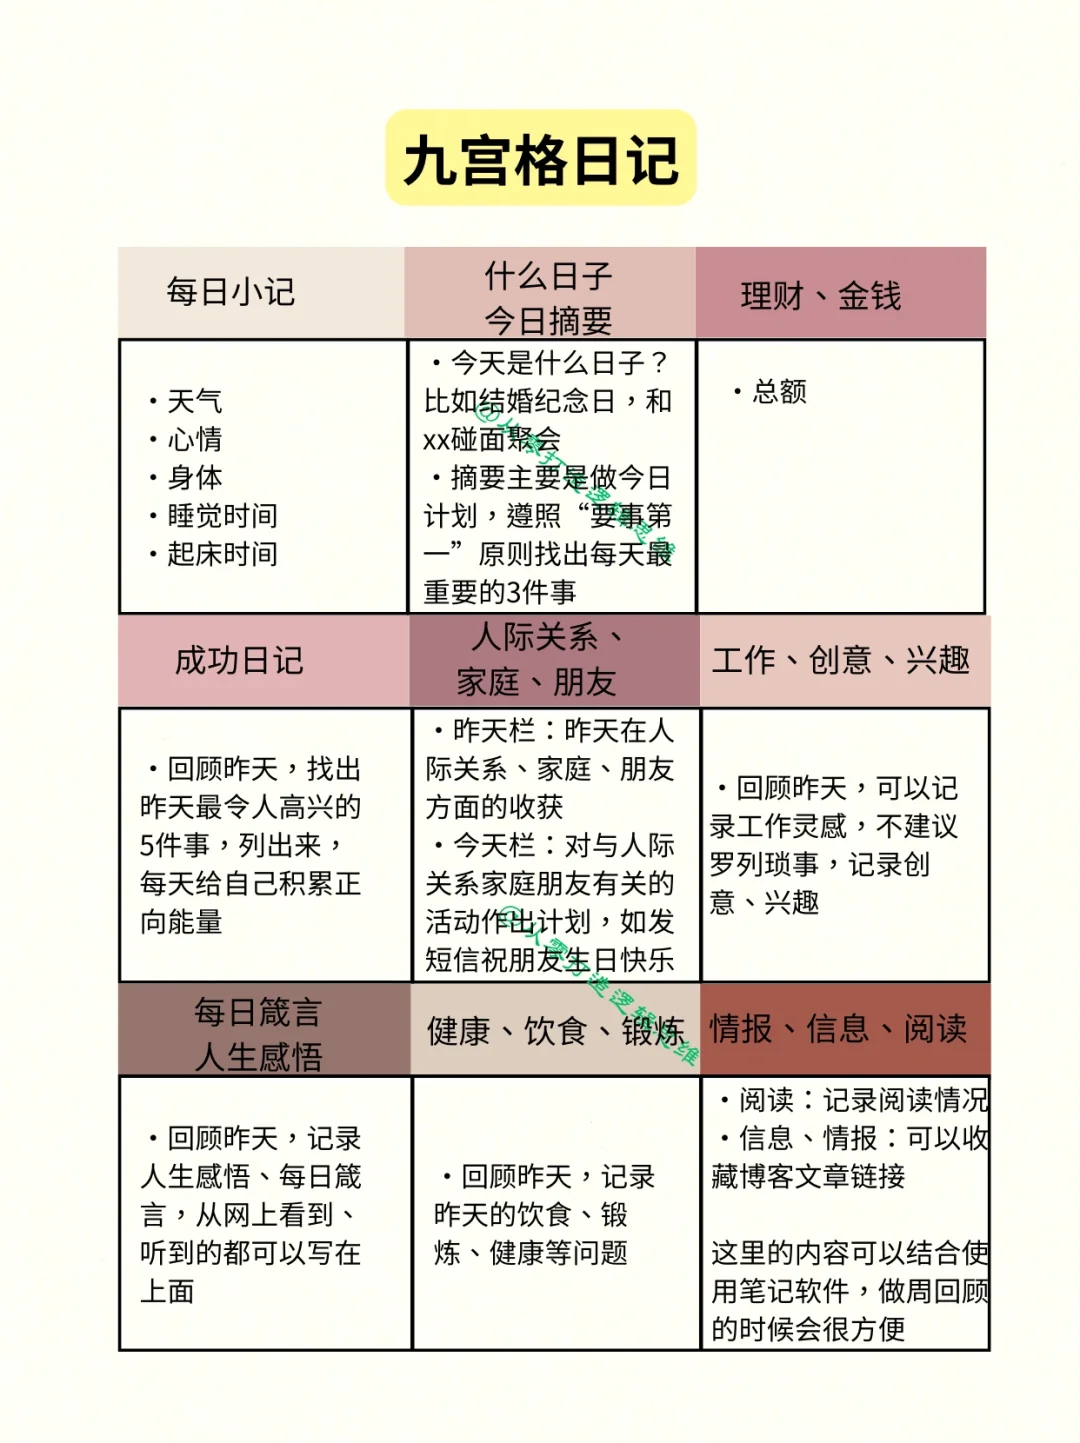 九宫格日记
每日小记
什么日子
今日摘要
理财、金钱
・天气
・心情
・身体
・睡觉时间
・起床时间
・今天是什么日子？
比如结婚纪念日，和
xx碰面聚会
・摘要主要是做今日
计划，遵照“要事第
一”原则找出每天最
重要的3件事
・总额
@从零打造逻辑思维
成功日记
人际关系、
家庭、朋友
工作、创意、兴趣
・回顾昨天，找出
昨天最令人高兴的
5件事，列出来，
每天给自己积累正
向能量
・昨天栏：昨天在人
际关系、家庭、朋友
方面的收获
・今天栏：对与人际
关系家庭朋友有关的
活动作出计划，如发
短信祝朋友生日快乐
・回顾昨天，可以记
录工作灵感，不建议
罗列琐事，记录创
意、兴趣
@从零打造逻辑思维
每日箴言
人生感悟
健康、饮食、锻炼
情报、信息、阅读
・回顾昨天，记录
人生感悟、每日箴
言，从网上看到、
听到的都可以写在
上面
・回顾昨天，记录
昨天的饮食、锻
炼、健康等问题
・阅读：记录阅读情况
・信息、情报：可以收
藏博客文章链接
这里的内容可以结合使
用笔记软件，做周回顾
的时候会很方便